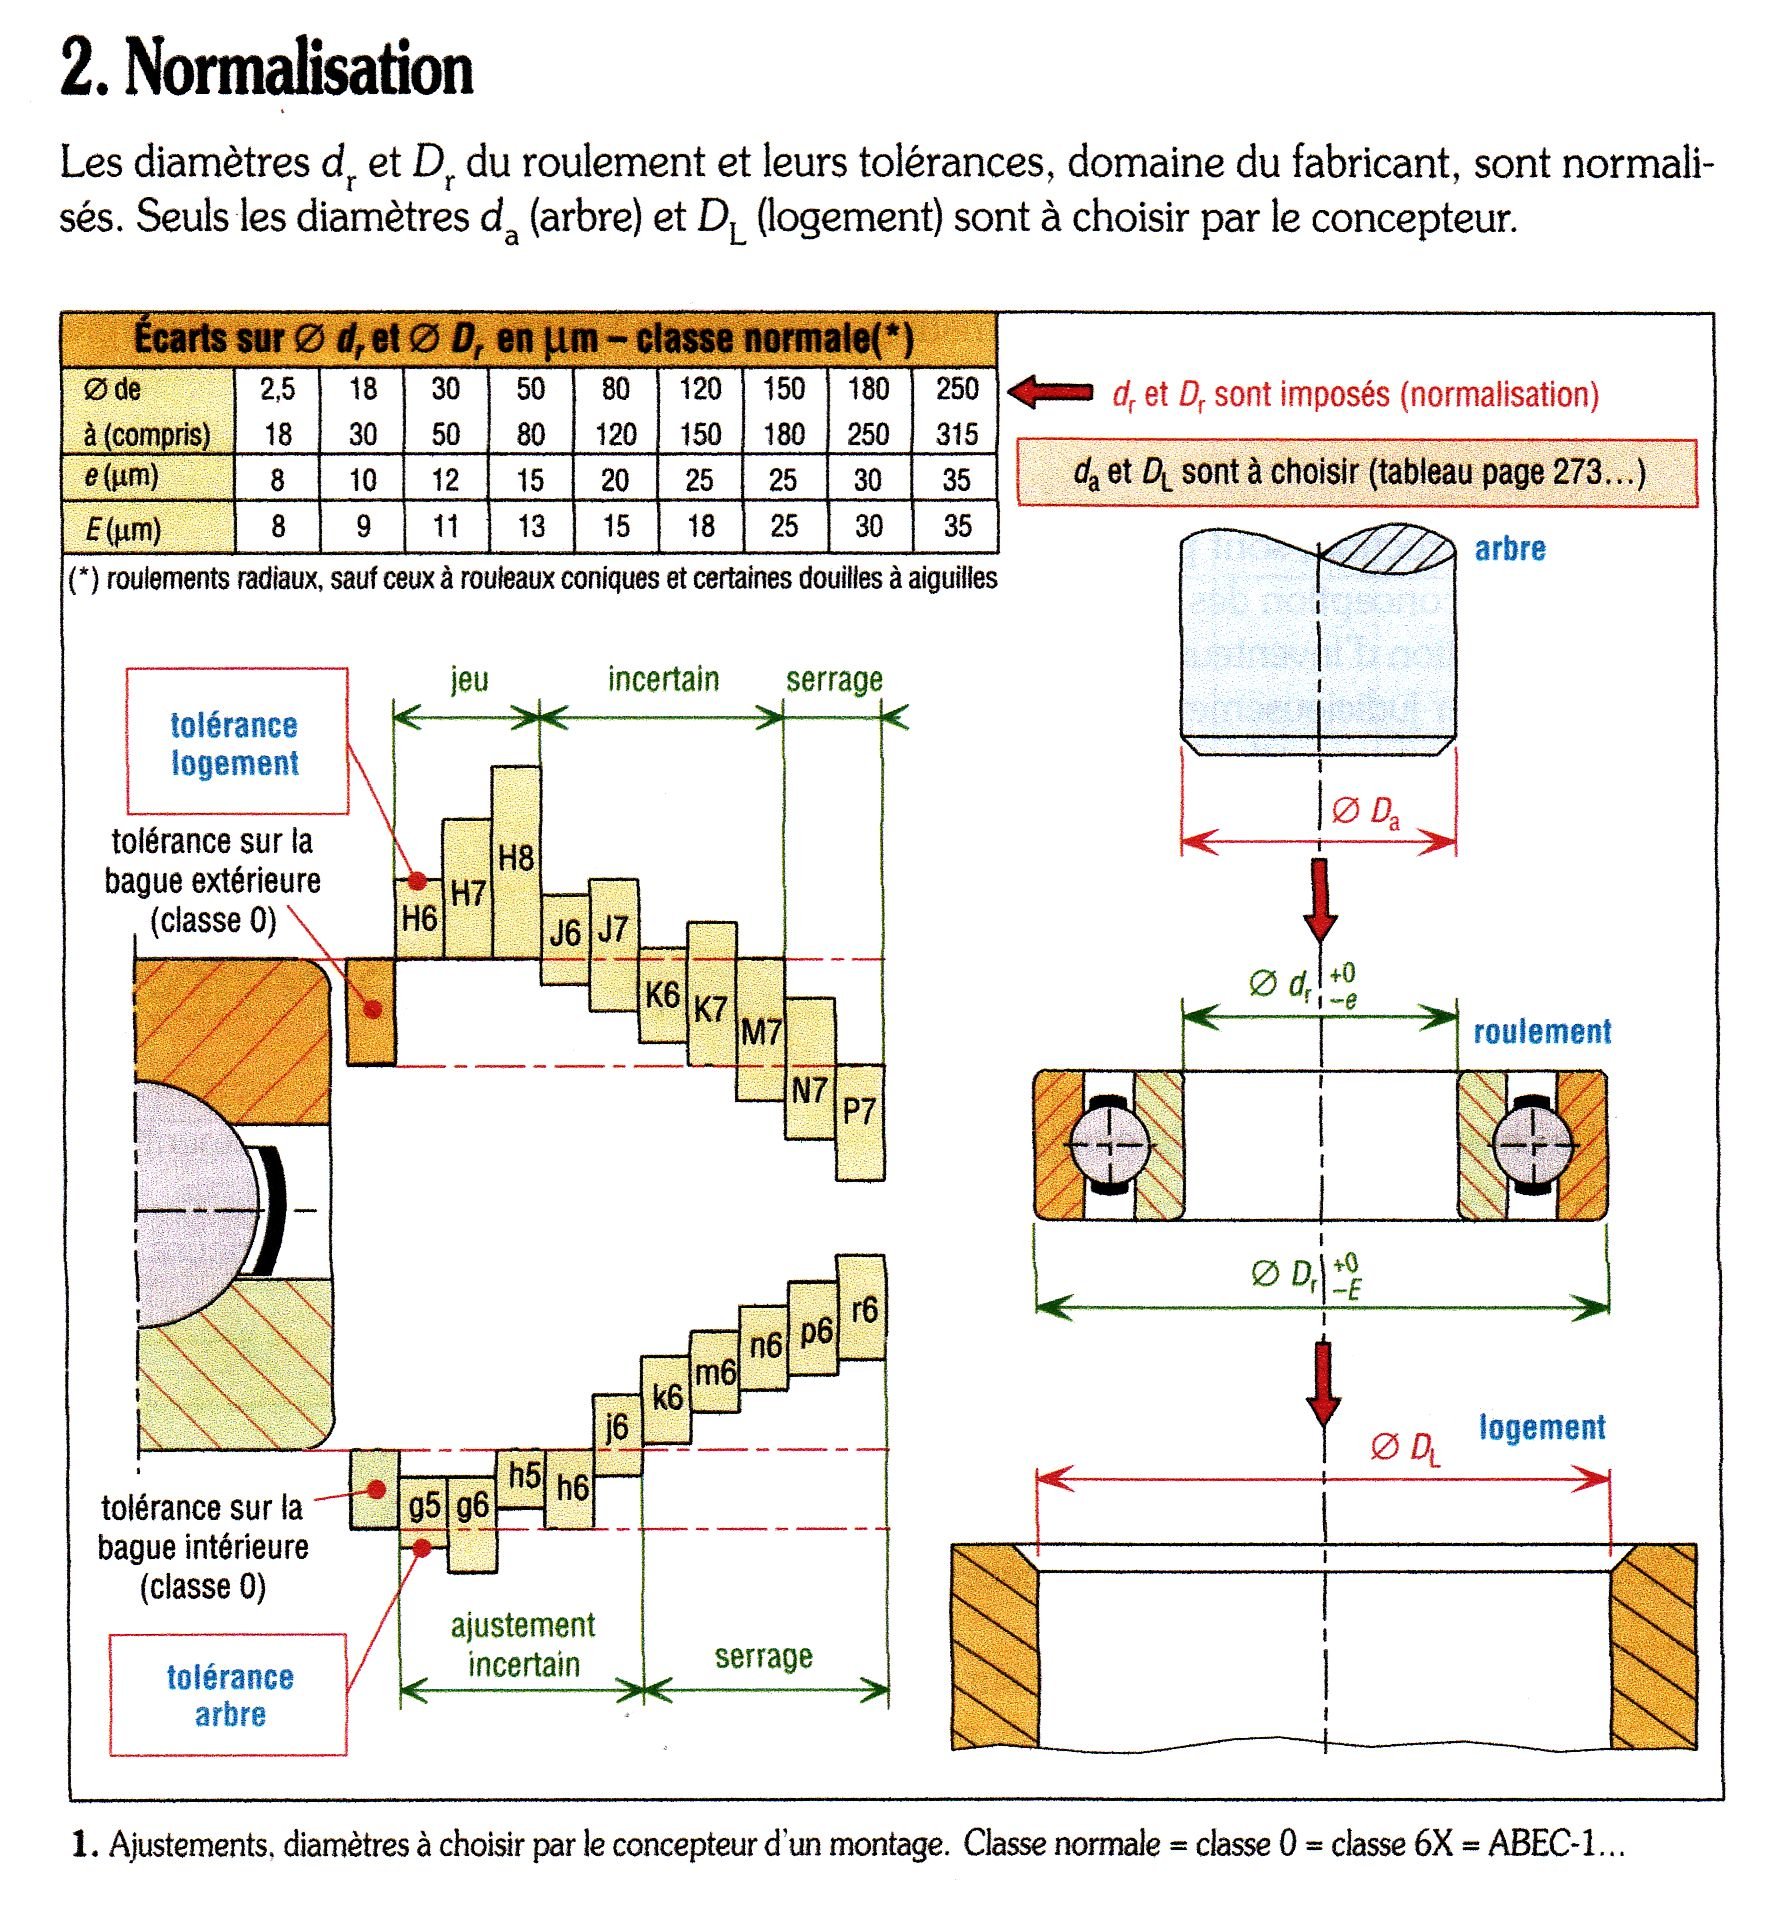 2. Normalisation
Les diamètres dr et Dr du roulement et leurs tolérances, domaine du fabricant, sont normali-
sés. Seuls les diamètres da (arbre) et DL (logement) sont à choisir par le concepteur.
Écarts sur Ø dr et Ø Dr en µm – classe normale(*)
Ø de 2,5 18 30 50 80 120 150 180 250
à (compris) 18 30 50 80 120 150 180 250 315
e (µm) 8 10 12 15 20 25 25 30 35
E (µm) 8 9 11 13 15 18 25 30 35
(*) roulements radiaux, sauf ceux à rouleaux coniques et certaines douilles à aiguilles
dr et Dr sont imposés (normalisation)
da et DL sont à choisir (tableau page 273...)
jeu
incertain
serrage
tolérance
logement
tolérance sur la
bague extérieure
(classe 0)
H6
H7
H8
J6
J7
K6
K7
M7
N7
P7
g5
g6
h5
h6
j6
k6
m6
n6
p6
r6
tolérance sur la
bague intérieure
(classe 0)
tolérance
arbre
ajustement
incertain
serrage
arbre
Ø Da
Ø dr +0
–e
roulement
Ø Dr +0
–E
logement
Ø DL
1. Ajustements, diamètres à choisir par le concepteur d'un montage. Classe normale = classe 0 = classe 6X = ABEC-1...